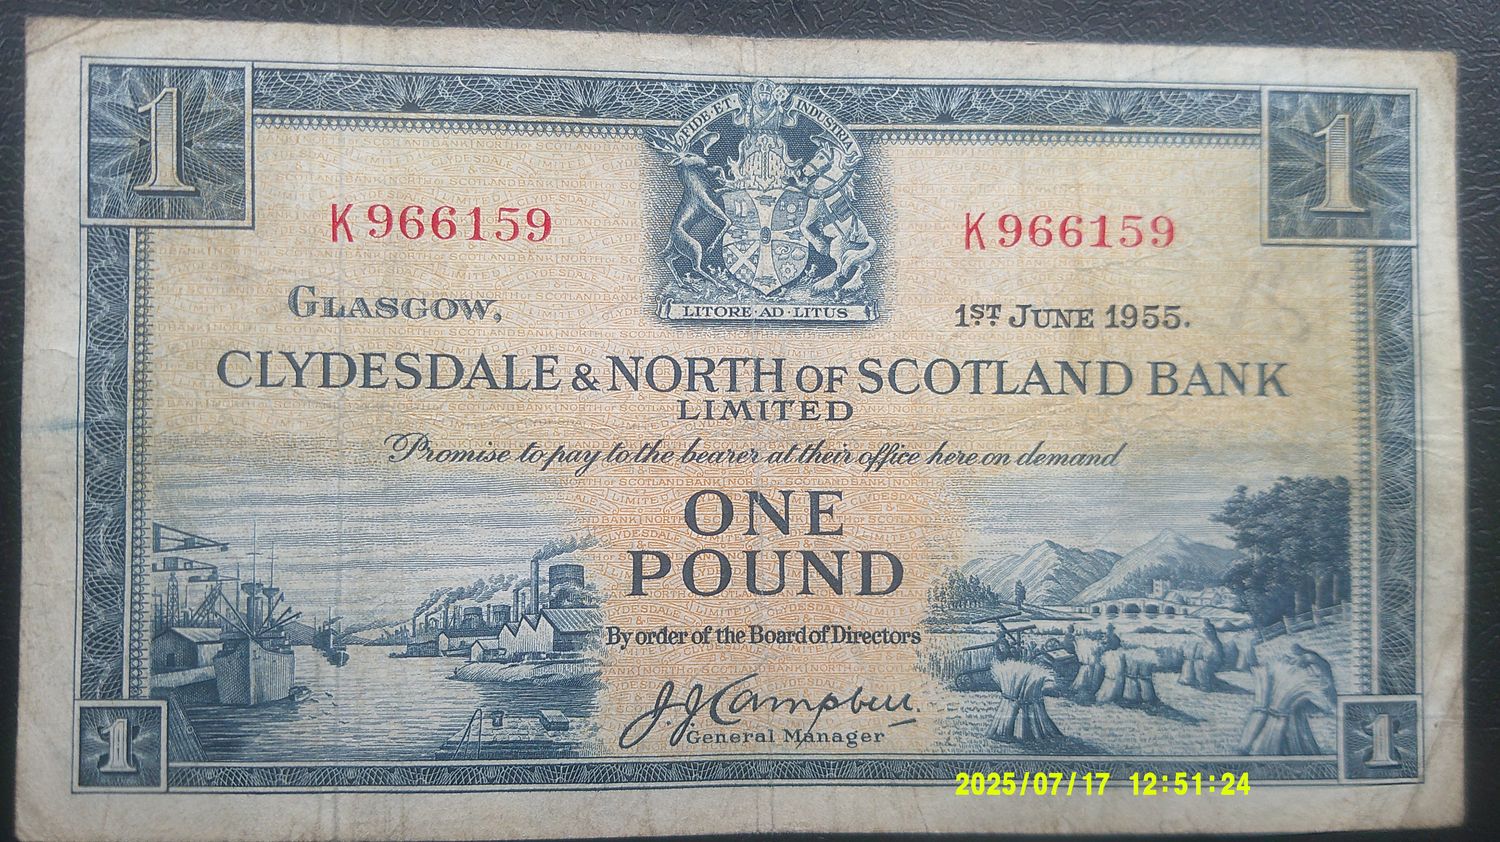 1
1
FIDE·ET· INDUSTRIA
K 966159
K 966159
LITORE·AD·LITUS
GLASGOW,
1ST. JUNE 1955.
CLYDESDALE & NORTH OF SCOTLAND BANK
LIMITED
Promise to pay to the bearer at their office here on demand
ONE
POUND
By order of the Board of Directors
J.J. Campbell.
General Manager
1
1
2025/07/17 12:51:24